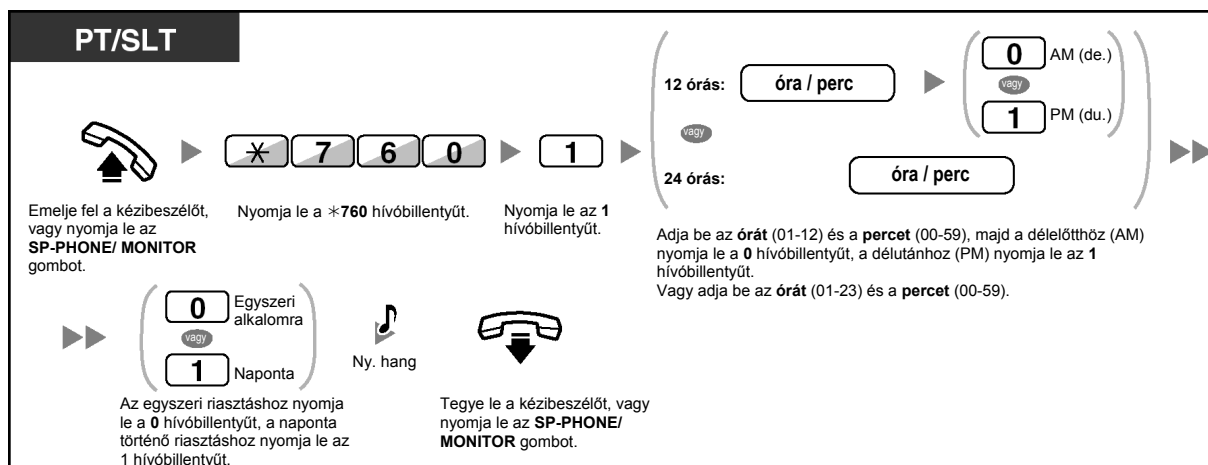 PT/SLT
12 órás:
óra / perc
0 AM (de.)
vagy
1 PM (du.)
vagy
24 órás:
óra / perc
✳ 7 6 0
1
Emelje fel a kézibeszélőt,
vagy nyomja le az
SP-PHONE/ MONITOR
gombot.
Nyomja le a ✳760 hívóbillentyűt.
Nyomja le az 1
hívóbillentyűt.
Adja be az órát (01-12) és a percet (00-59), majd a délelőtthöz (AM)
nyomja le a 0 hívóbillentyűt, a délutánhoz (PM) nyomja le az 1
hívóbillentyűt.
Vagy adja be az órát (01-23) és a percet (00-59).
0 Egyszeri
alkalomra
vagy
1 Naponta
Ny. hang
Az egyszeri riasztáshoz nyomja
le a 0 hívóbillentyűt, a naponta
történő riasztáshoz nyomja le az
1 hívóbillentyűt.
Tegye le a kézibeszélőt, vagy
nyomja le az SP-PHONE/
MONITOR gombot.